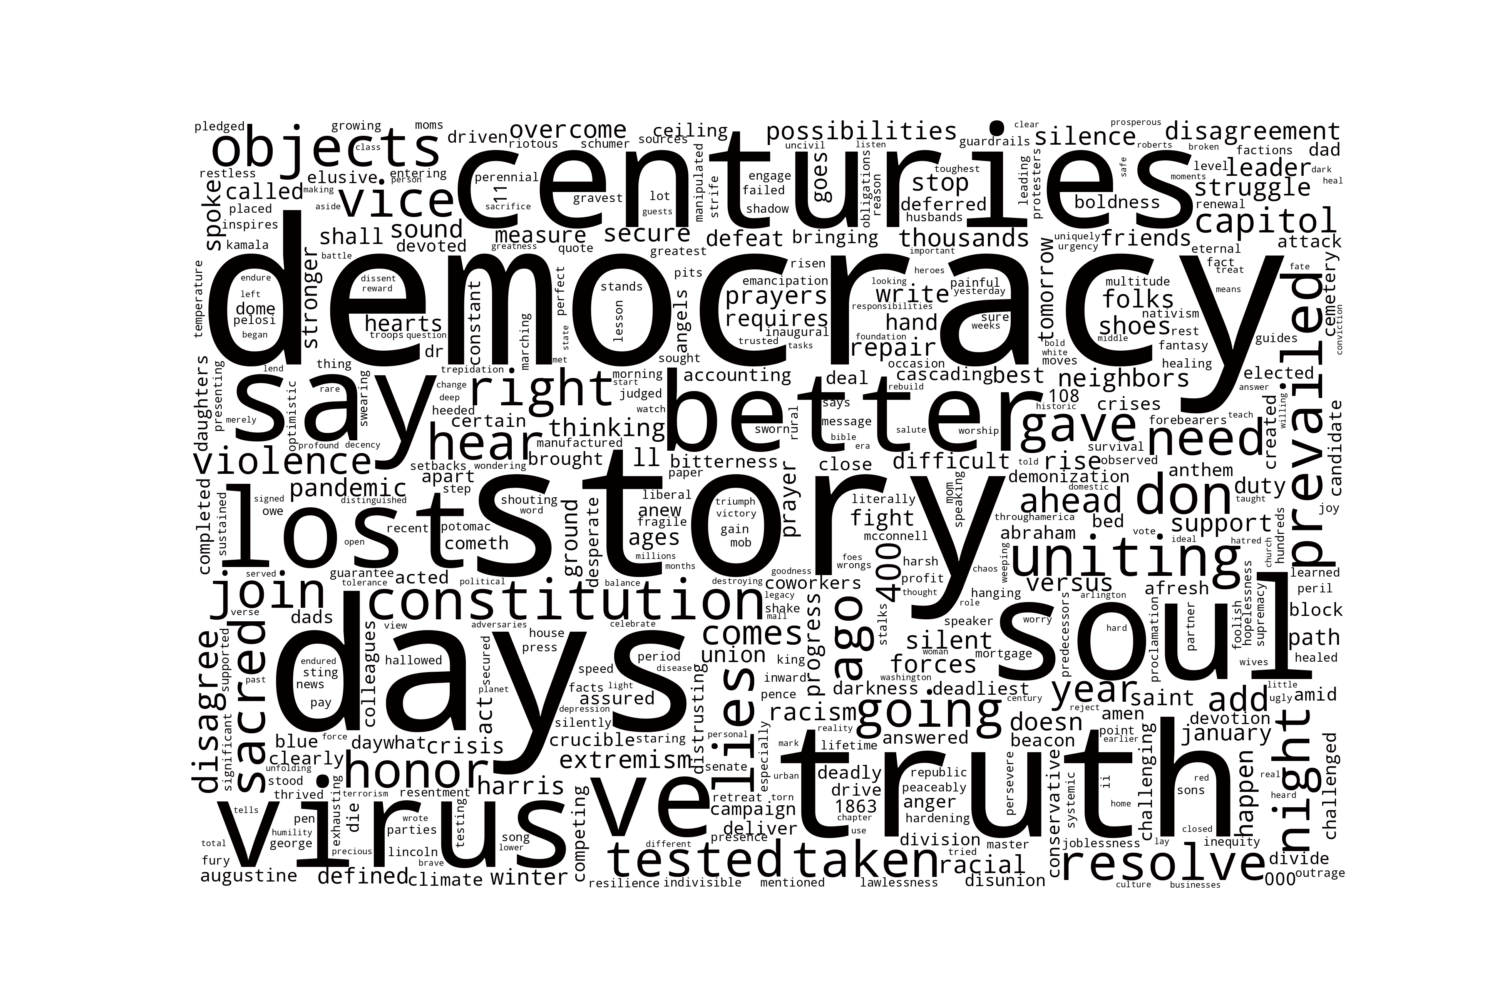 pledged
growing
moms
driven
overcome
riotous
schumer
ceiling
sources
possibilities
uncivil
listen
guardrails
clear
silence
prosperous
roberts
broken
disagreement
factions
dad
objects
class
centuries
restless
elusive
entering
person
perennial
11
gravest
lot
guests
manipulated
strife
engage
failed
shadow
goes
obligations
reason
stop
toughest
deferred
husbands
leading
protesters
safe
boldness
moments
level
leader
dark
struggle
heal
spoke
called
making
placed
inspires
kamala
aside
vice
sacrifice
renewal
capitol
shall
sound
devoted
measure
greatness
quote
secure
greatest
defeat
bringing
thousands
important
uniquely
urgency
friends
eternal
fact
treat
attack
fate
temperature
endure
left
dome
pelosi
began
stronger
battle
democracy
dissent
reward
hearts
troops
question
dr
constant
marching
perfect
state
met
stands
lesson
pits
angels
sought
risen
emancipation
prayers
requires
inaugural
trusted
tasks
looking
heroes
write
responsibilities
hand
foundation
repair
occasion
painful
yesterday
sure
weeks
tomorrow
bold
white
moves
multitude
folks
nativism
shoes
rest
middle
fantasy
healing
means
guides
cemetery
conviction
prevailed
daughters
presenting
merely
lend
rare
optimistic
thing
profound
decency
swearing
say
trepidation
change
deep
heeded
certain
right
morning
start
judged
watch
thinking
hear
manufactured
brought
setbacks
wondering
apart
step
accounting
better
sworn
rural
deal
says
message
bible
era
salute
cascading
worship
best
neighbors
108
historic
crises
gave
survival
told
rise
observed
forebearers
need
elected
answer
teach
created
willing
candidate
violence
pandemic
distinguished
ll
bitterness
paper
close
difficult
demonization
domestic
anthem
taught
duty
joy
completed
sustained
signed
owe
lost
open
recent
potomac
cometh
shouting
word
story
ground
desperate
liberal
anew
fragile
ages
millions
months
triumph
victory
gain
mob
prayer
literally
fight
mcconnell
foes
wrongs
mom
speaking
ahead
throughamerica
bed
abraham
vote
don
ideal
support
hatred
church
hundreds
uniting
learned
peril
join
served
guarantee
tolerance
acted
political
balance
destroying
goodness
coworkers
legacy
shake
mall
400
harsh
profit
thought
chaos
weeping
hanging
role
versus
arlington
afresh
block
path
healed
disagree
supported
sacred
dads
verse
constitution
view
adversaries
celebrate
colleagues
hallowed
comes
union
king
inward
pence
progress
ago
stalks
silent
speaker
forces
woman
washington
mortgage
worry
predecessors
soul
hard
proclamation
partner
foolish
hopelessness
supremacy
wives
past
endured
sting
news
pay
days
secured
planet
act
house
press
speed
facts
light
assured
depression
silently
period
disease
distrusting
lies
racism
darkness
deadliest
century
going
year
reject
saint
add
little
ugly
amid
significant
blue
clearly
unfolding
stood
thrived
force
daywhat
crisis
honor
terrorism
resentment
harris
crucible
staring
extremism
personal
senate
especially
reality
mark
lifetime
answered
truth
doesn
beacon
amen
point
earlier
challenging
devotion
january
happen
night
challenged
virus
tells
humility
george
pen
exhausting
die
precious
wrote
parties
lincoln
brave
testing
song
lower
competing
ve
retreat
torn
campaign
deliver
presence
urban
deadly
drive
1863
chapter
use
republic
peaceably
anger
hardening
persevere
conservative
systemic
ii
home
red
sons
closed
real
heard
total
fury
augustine
defined
climate
winter
different
tested
taken
tried
division
master
racial
joblessness
lay
inequity
resolve
divide
000
outrage
resilience
indivisible
mentioned
lawlessness
disunion
culture
businesses